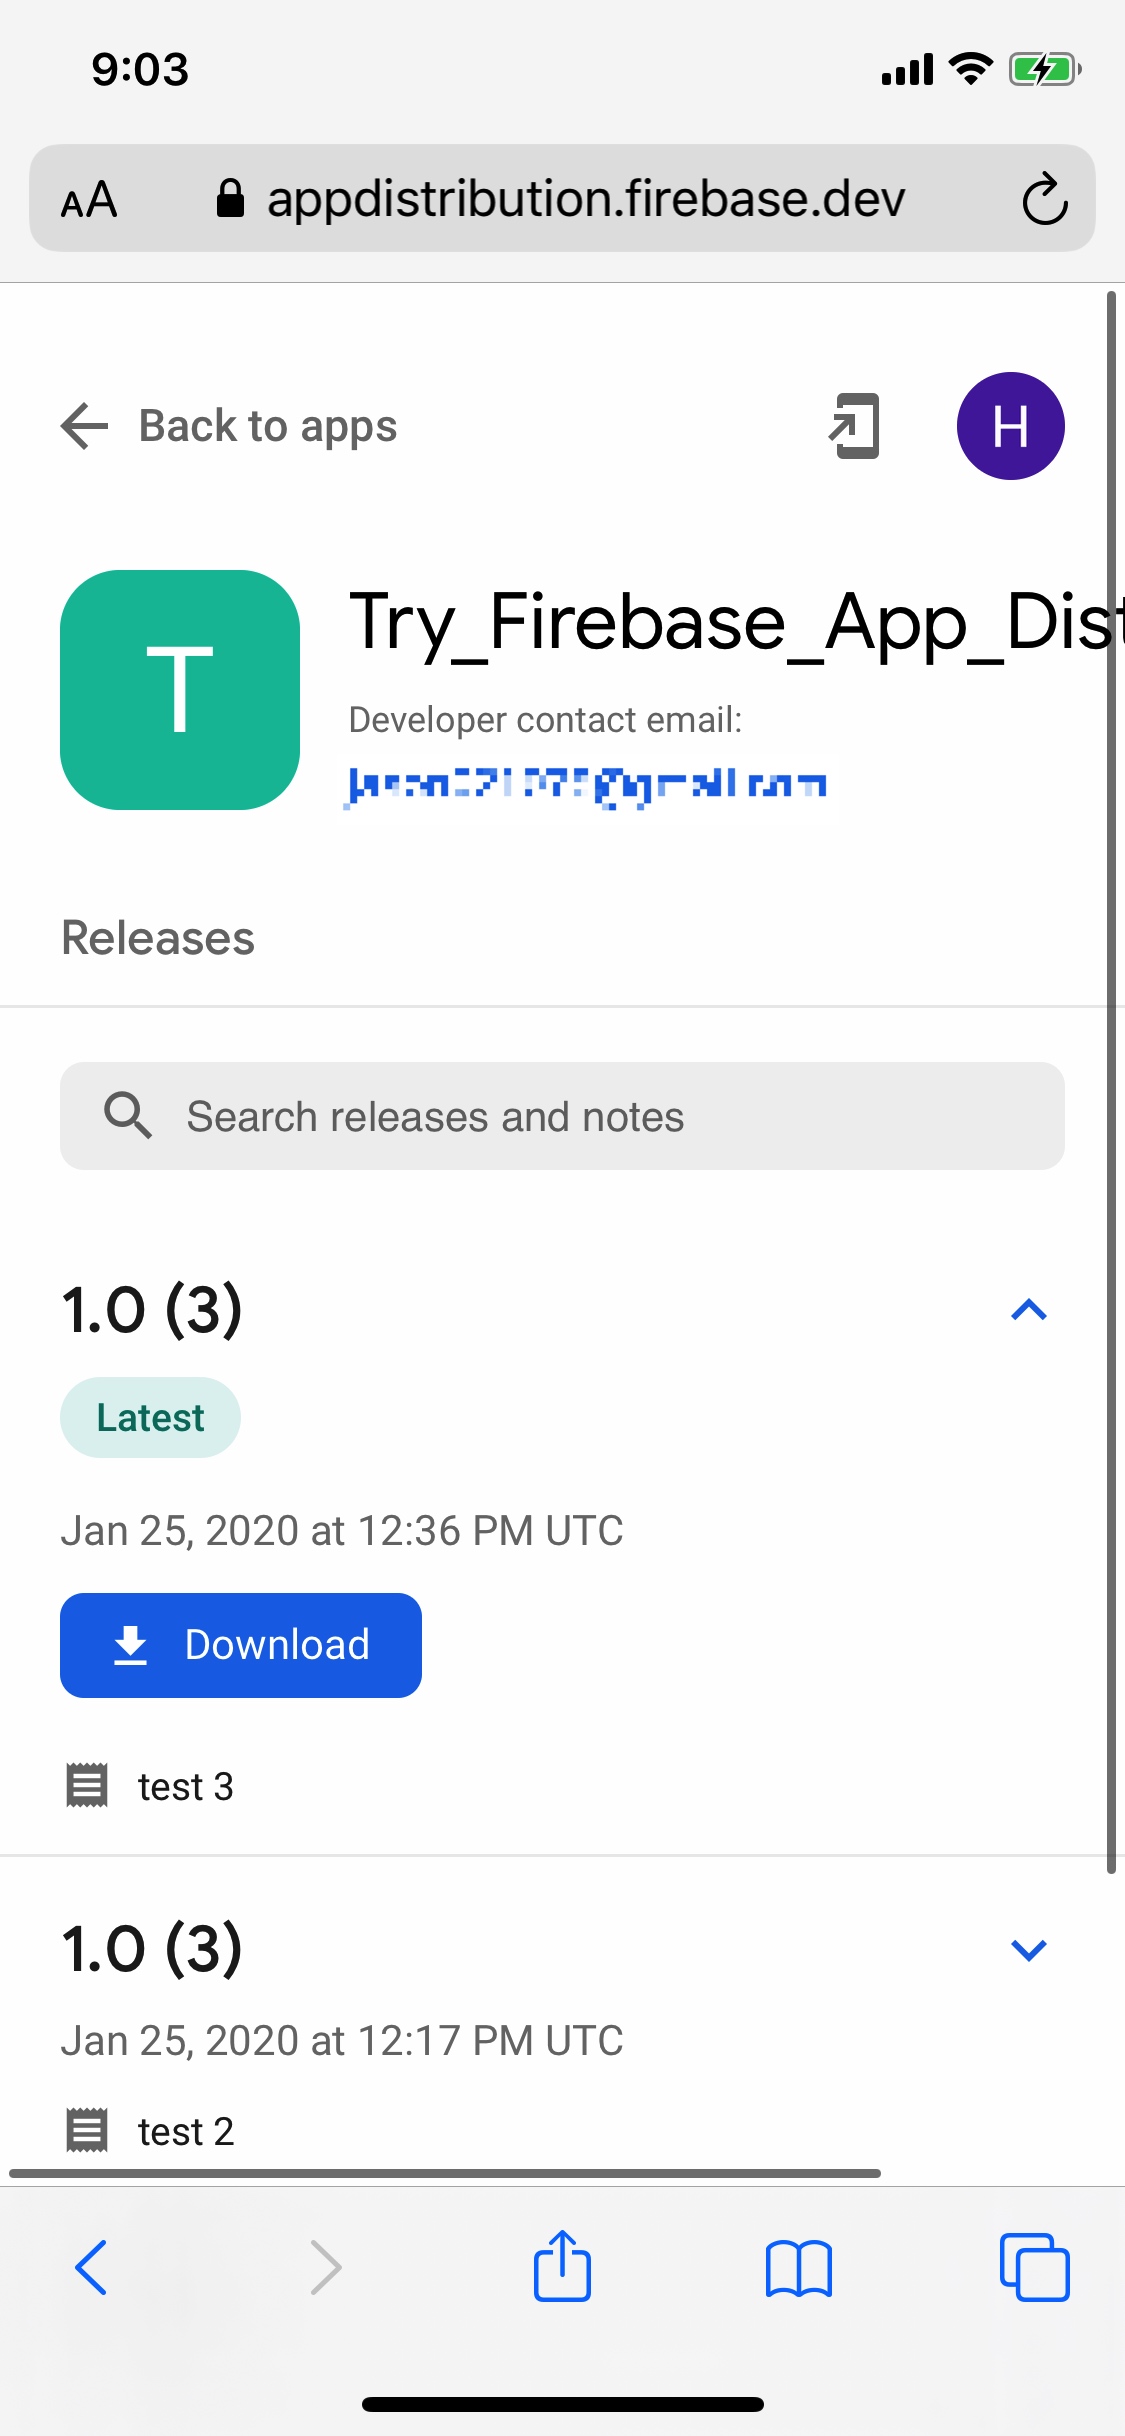 9:03
AA appdistribution.firebase.dev
Back to apps
H
T
Try_Firebase_App_Dist
Developer contact email:
Releases
Search releases and notes
1.0 (3)
Latest
Jan 25, 2020 at 12:36 PM UTC
Download
test 3
1.0 (3)
Jan 25, 2020 at 12:17 PM UTC
test 2